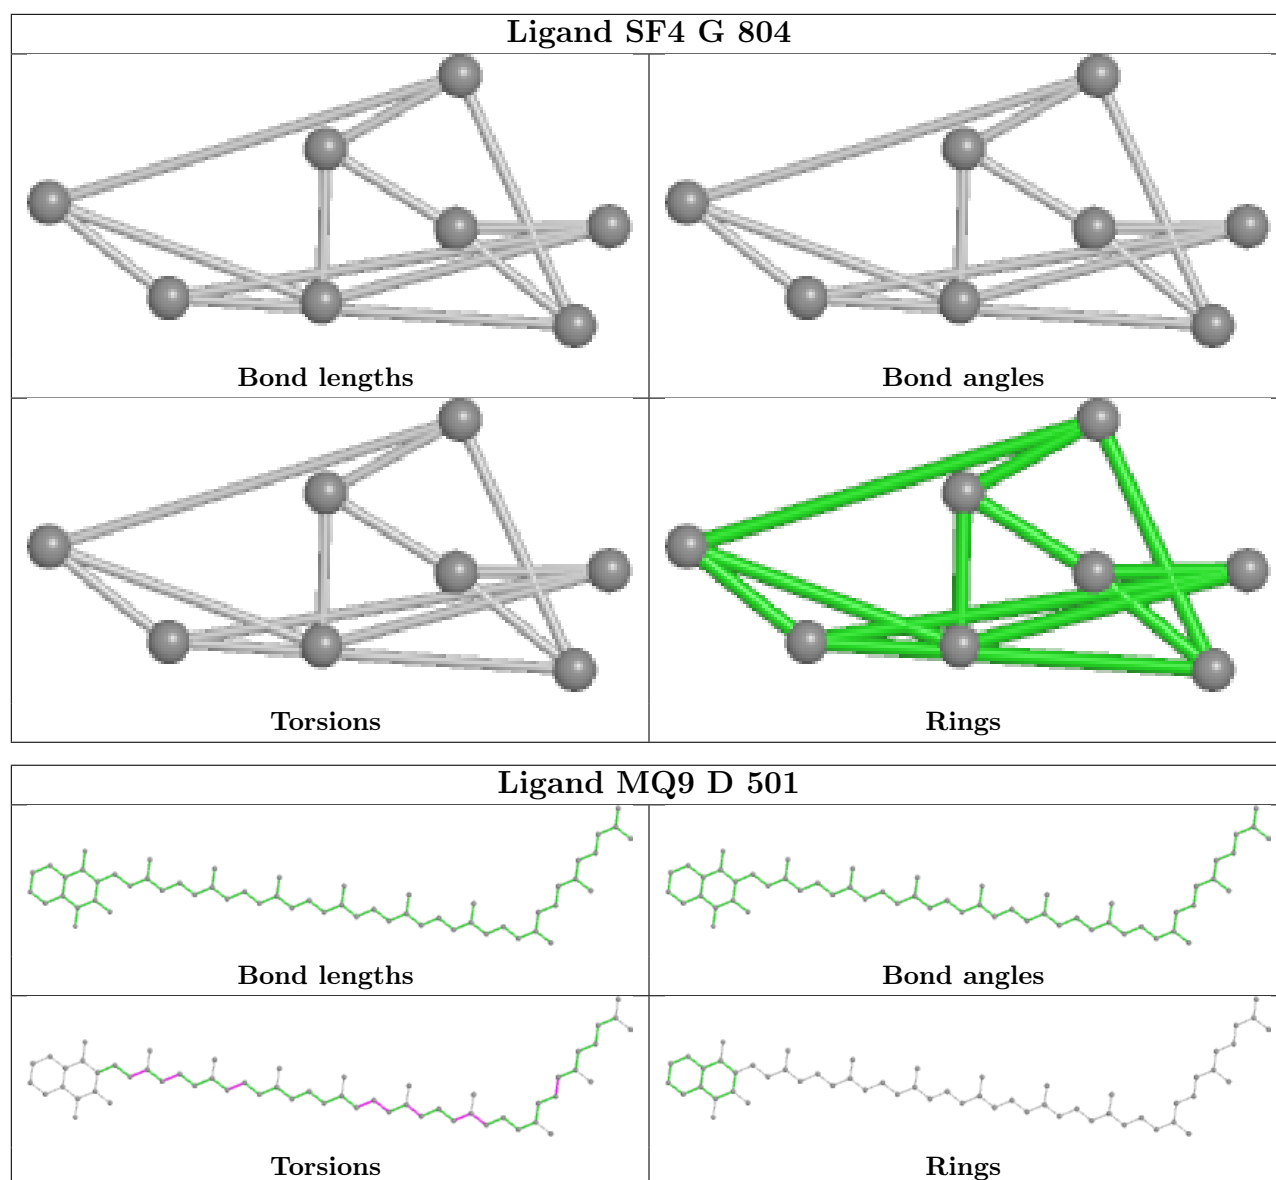 Ligand SF4 G 804
Bond lengths
Bond angles
Torsions
Rings
Ligand MQ9 D 501
Bond lengths
Bond angles
Torsions
Rings